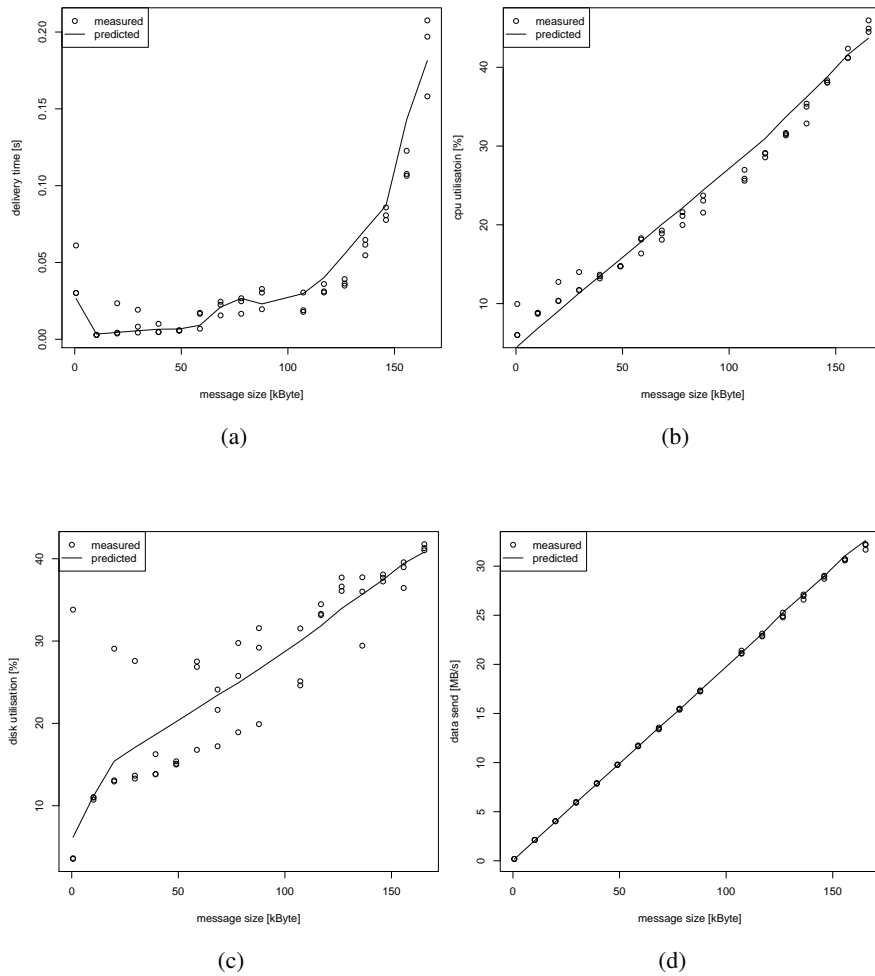 measured
predicted
0.00 0.05 0.10 0.15 0.20
delivery time [s]
0 50 100 150
message size [kByte]
(a)
measured
predicted
10 20 30 40
cpu utilisatoin [%]
0 50 100 150
message size [kByte]
(b)
measured
predicted
10 20 30 40
disk utilisation [%]
0 50 100 150
message size [kByte]
(c)
measured
predicted
0 5 10 15 20 25 30
data send [MB/s]
0 50 100 150
message size [kByte]
(d)